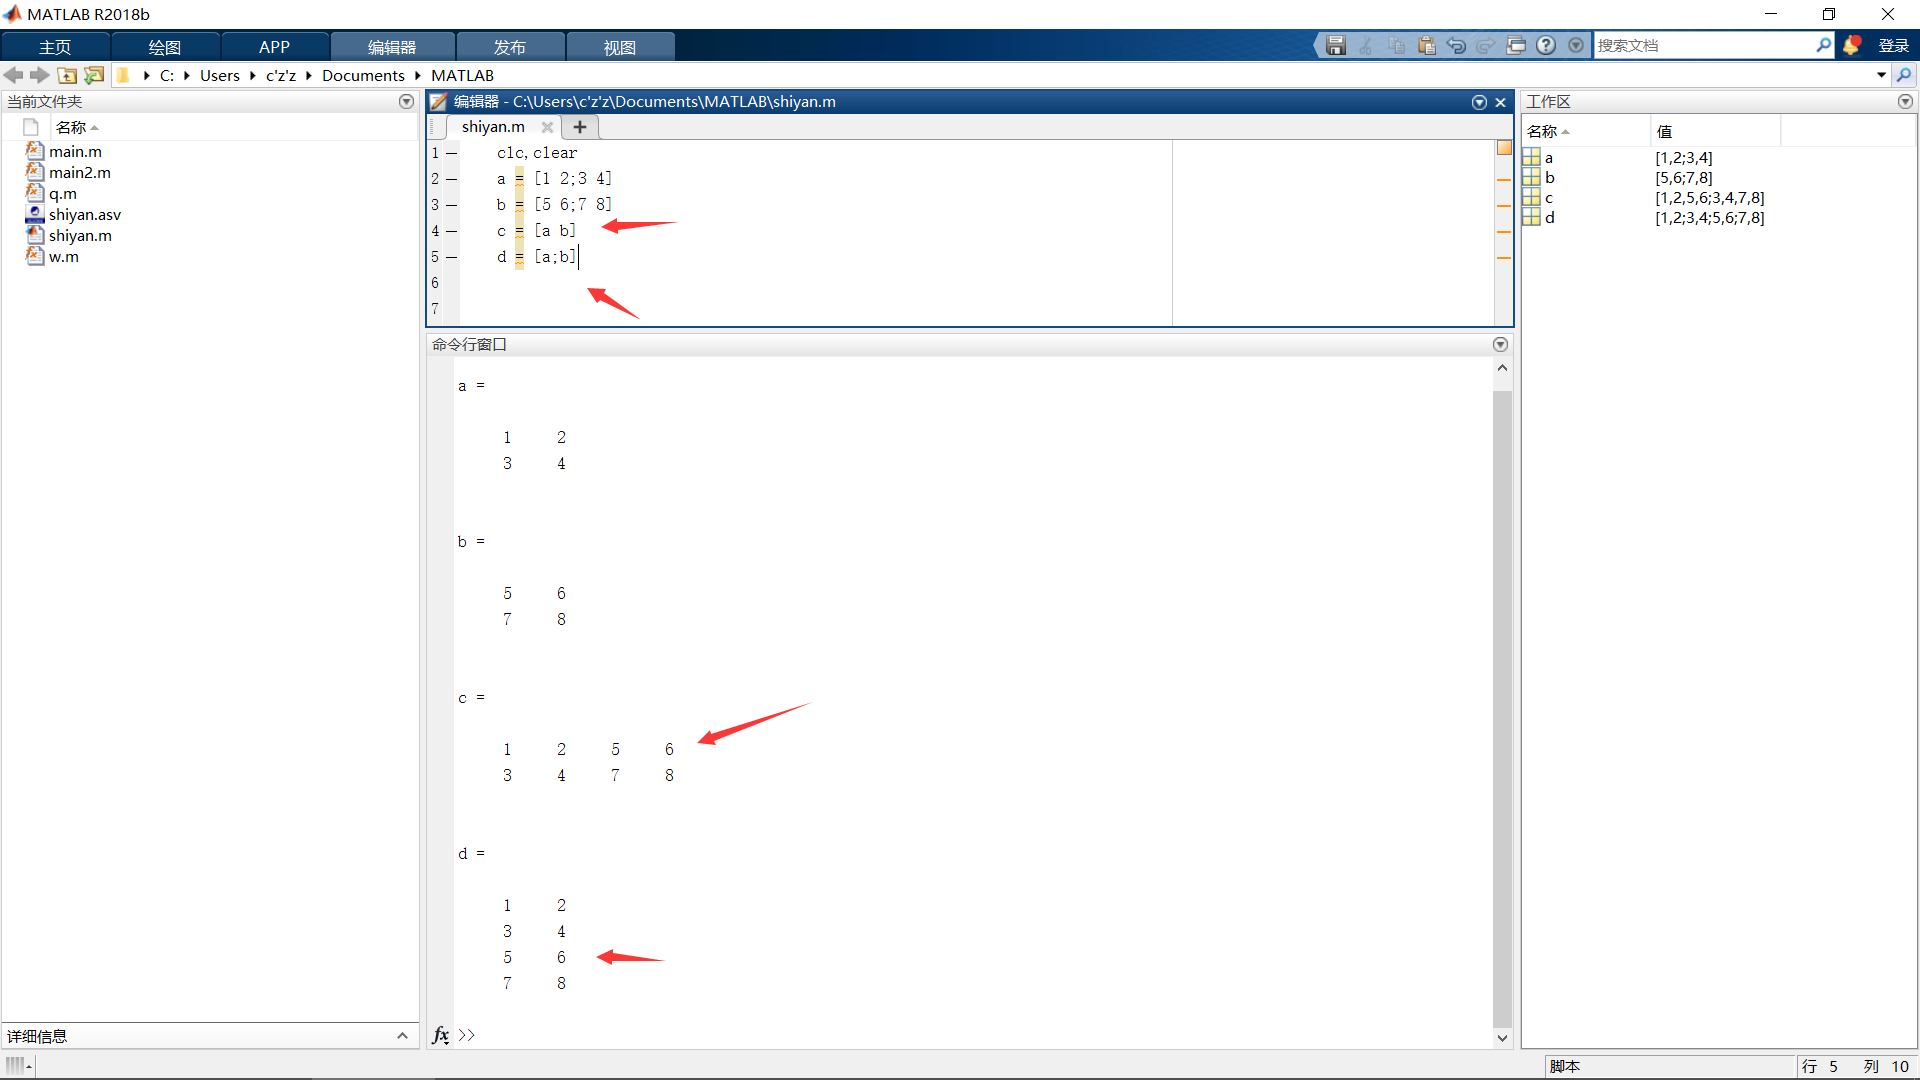 MATLAB R2018b
主页 绘图 APP 编辑器 发布 视图 搜索文档 登录
C: Users c'z'z Documents MATLAB
当前文件夹
名称
main.m
main2.m
q.m
shiyan.asv
shiyan.m
w.m
详细信息
编辑器 - C:\Users\c'z'z\Documents\MATLAB\shiyan.m
shiyan.m
1 clc,clear
2 a = [1 2;3 4]
3 b = [5 6;7 8]
4 c = [a b]
5 d = [a;b]
6
7
命令行窗口
a =
1 2
3 4
b =
5 6
7 8
c =
1 2 5 6
3 4 7 8
d =
1 2
3 4
5 6
7 8
fx >>
工作区
名称 值
a [1,2;3,4]
b [5,6;7,8]
c [1,2,5,6;3,4,7,8]
d [1,2;3,4;5,6;7,8]
脚本 行 5 列 10